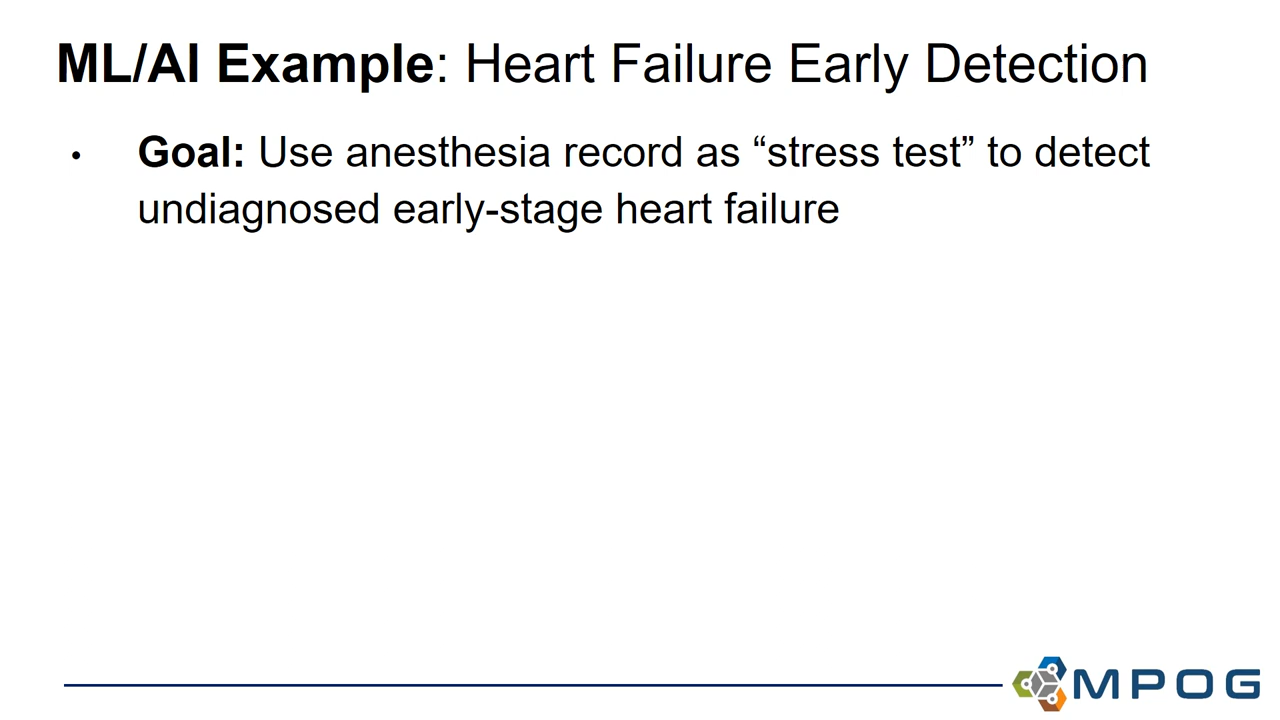 ML/AI Example: Heart Failure Early Detection
• Goal: Use anesthesia record as “stress test” to detect
undiagnosed early-stage heart failure
MPOG